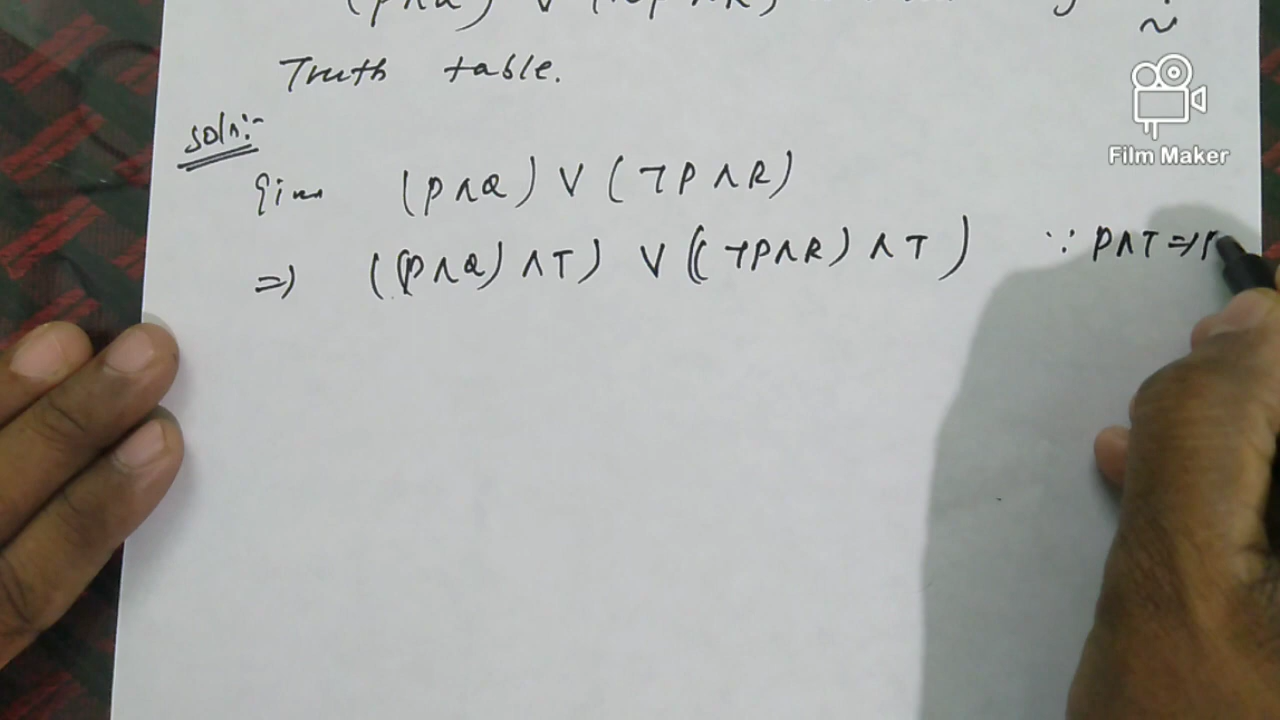 (P∧Q) ∨ (¬P∧R)
Truth table.
Soln:-
Given (P∧Q) ∨ (¬P∧R)
=> ((P∧Q) ∧T) ∨ ((¬P∧R) ∧T) ∵ P∧T=>P
Film Maker